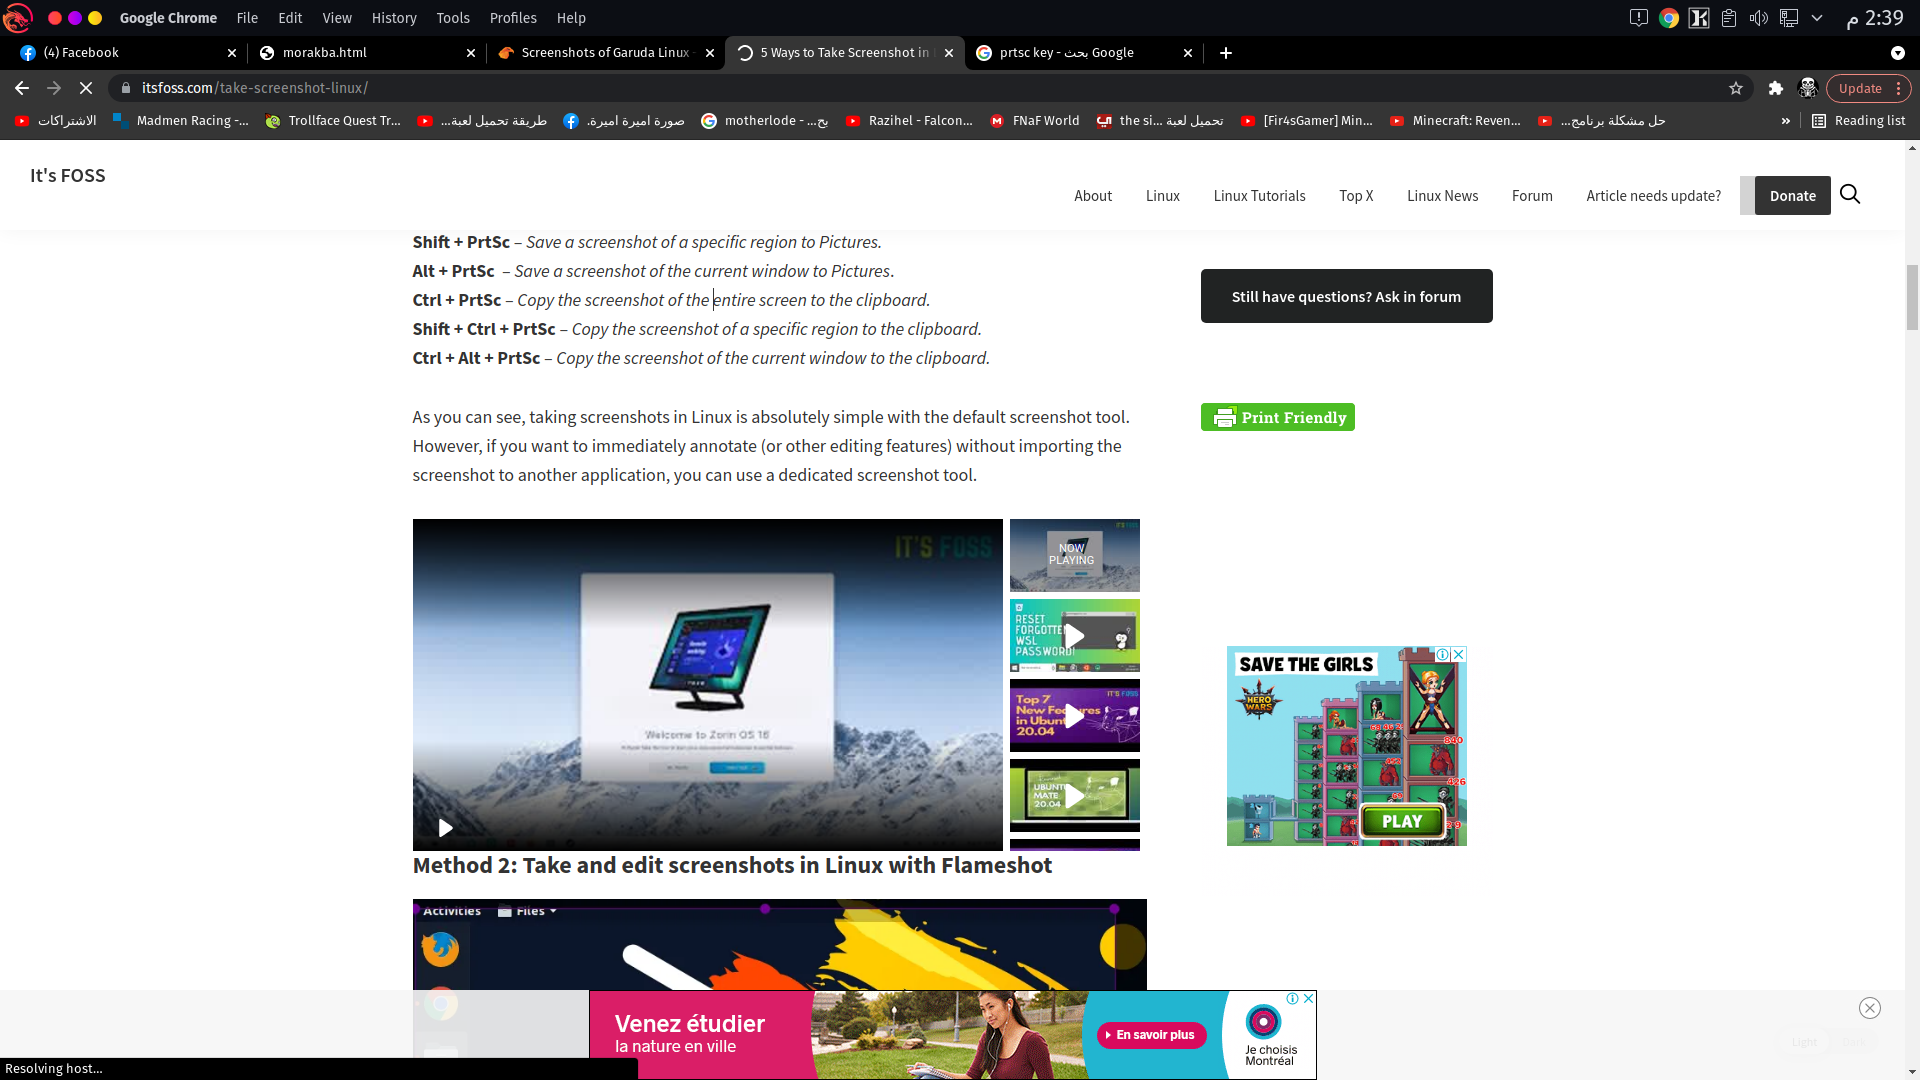 Google Chrome File Edit View History Tools Profiles Help 2:39 م
(4) Facebook morakba.html Screenshots of Garuda Linux - 5 Ways to Take Screenshot in prtsc key - بحث Google
itsfoss.com/take-screenshot-linux/ Update
الاشتراكات Madmen Racing -... Trollface Quest Tr... طريقة تحميل لعبة... صورة اميرة اميرة. motherlode - بح... Razihel - Falcon... FNaF World تحميل لعبة the si... [Fir4sGamer] Min... Minecraft: Reven... حل مشكلة برنامج... » Reading list
It's FOSS
About Linux Linux Tutorials Top X Linux News Forum Article needs update? Donate
Shift + PrtSc – Save a screenshot of a specific region to Pictures.
Alt + PrtSc – Save a screenshot of the current window to Pictures.
Ctrl + PrtSc – Copy the screenshot of the entire screen to the clipboard.
Shift + Ctrl + PrtSc – Copy the screenshot of a specific region to the clipboard.
Ctrl + Alt + PrtSc – Copy the screenshot of the current window to the clipboard.
Still have questions? Ask in forum
Print Friendly
As you can see, taking screenshots in Linux is absolutely simple with the default screenshot tool.
However, if you want to immediately annotate (or other editing features) without importing the
screenshot to another application, you can use a dedicated screenshot tool.
IT'S FOSS
Welcome to Zorin OS 16
NOW
PLAYING
RESET
FORGOTTEN
WSL
PASSWORD!
IT'S FOSS
Top 7
New Features
in Ubuntu
20.04
UBUNTU
MATE
20.04
SAVE THE GIRLS
HERO
WARS
840
426
PLAY
Method 2: Take and edit screenshots in Linux with Flameshot
Activities Files
Venez étudier
la nature en ville
En savoir plus
Je choisis
Montréal
Light Dark
Resolving host...